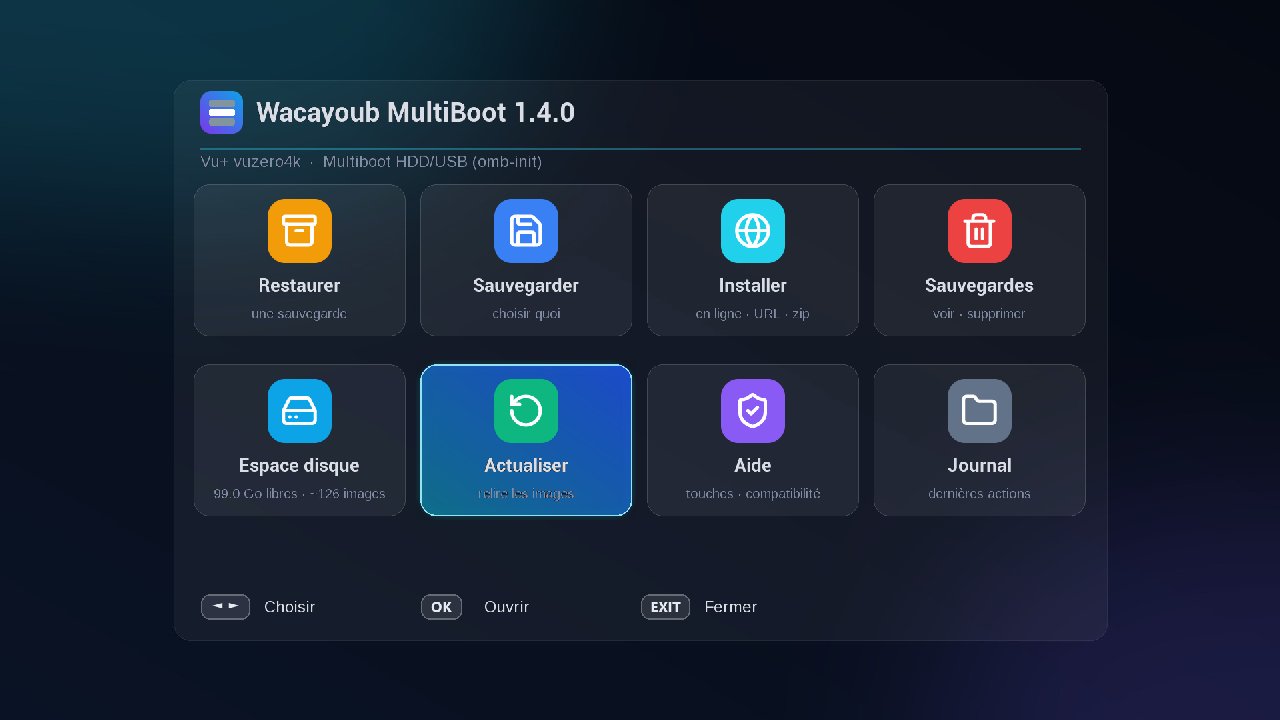 Wacayoub MultiBoot 1.4.0
Vu+ vuzero4k · Multiboot HDD/USB (omb-init)
Restaurer
une sauvegarde
Sauvegarder
choisir quoi
Installer
en ligne · URL · zip
Sauvegardes
voir · supprimer
Espace disque
99.0 Go libres · ~ 126 images
Actualiser
relire les images
Aide
touches · compatibilité
Journal
dernières actions
◄ ► Choisir
OK Ouvrir
EXIT Fermer